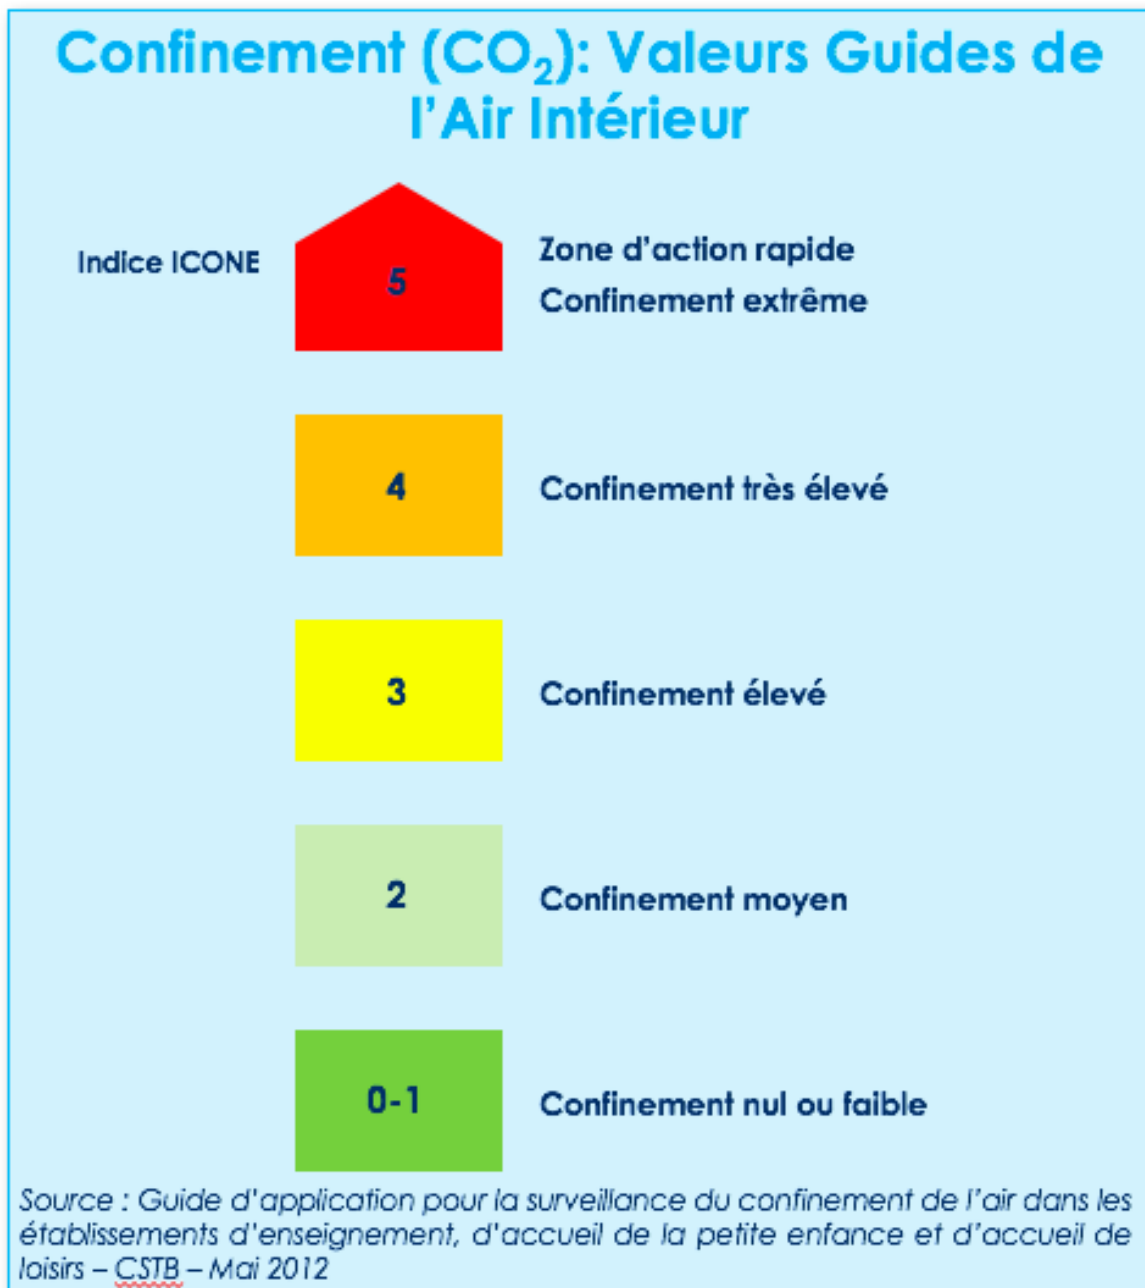 Confinement (CO₂): Valeurs Guides de
l'Air Intérieur
Indice ICONE
5
Zone d'action rapide
Confinement extrême
4
Confinement très élevé
3
Confinement élevé
2
Confinement moyen
0-1
Confinement nul ou faible
Source : Guide d'application pour la surveillance du confinement de l'air dans les
établissements d'enseignement, d'accueil de la petite enfance et d'accueil de
loisirs – CSTB – Mai 2012